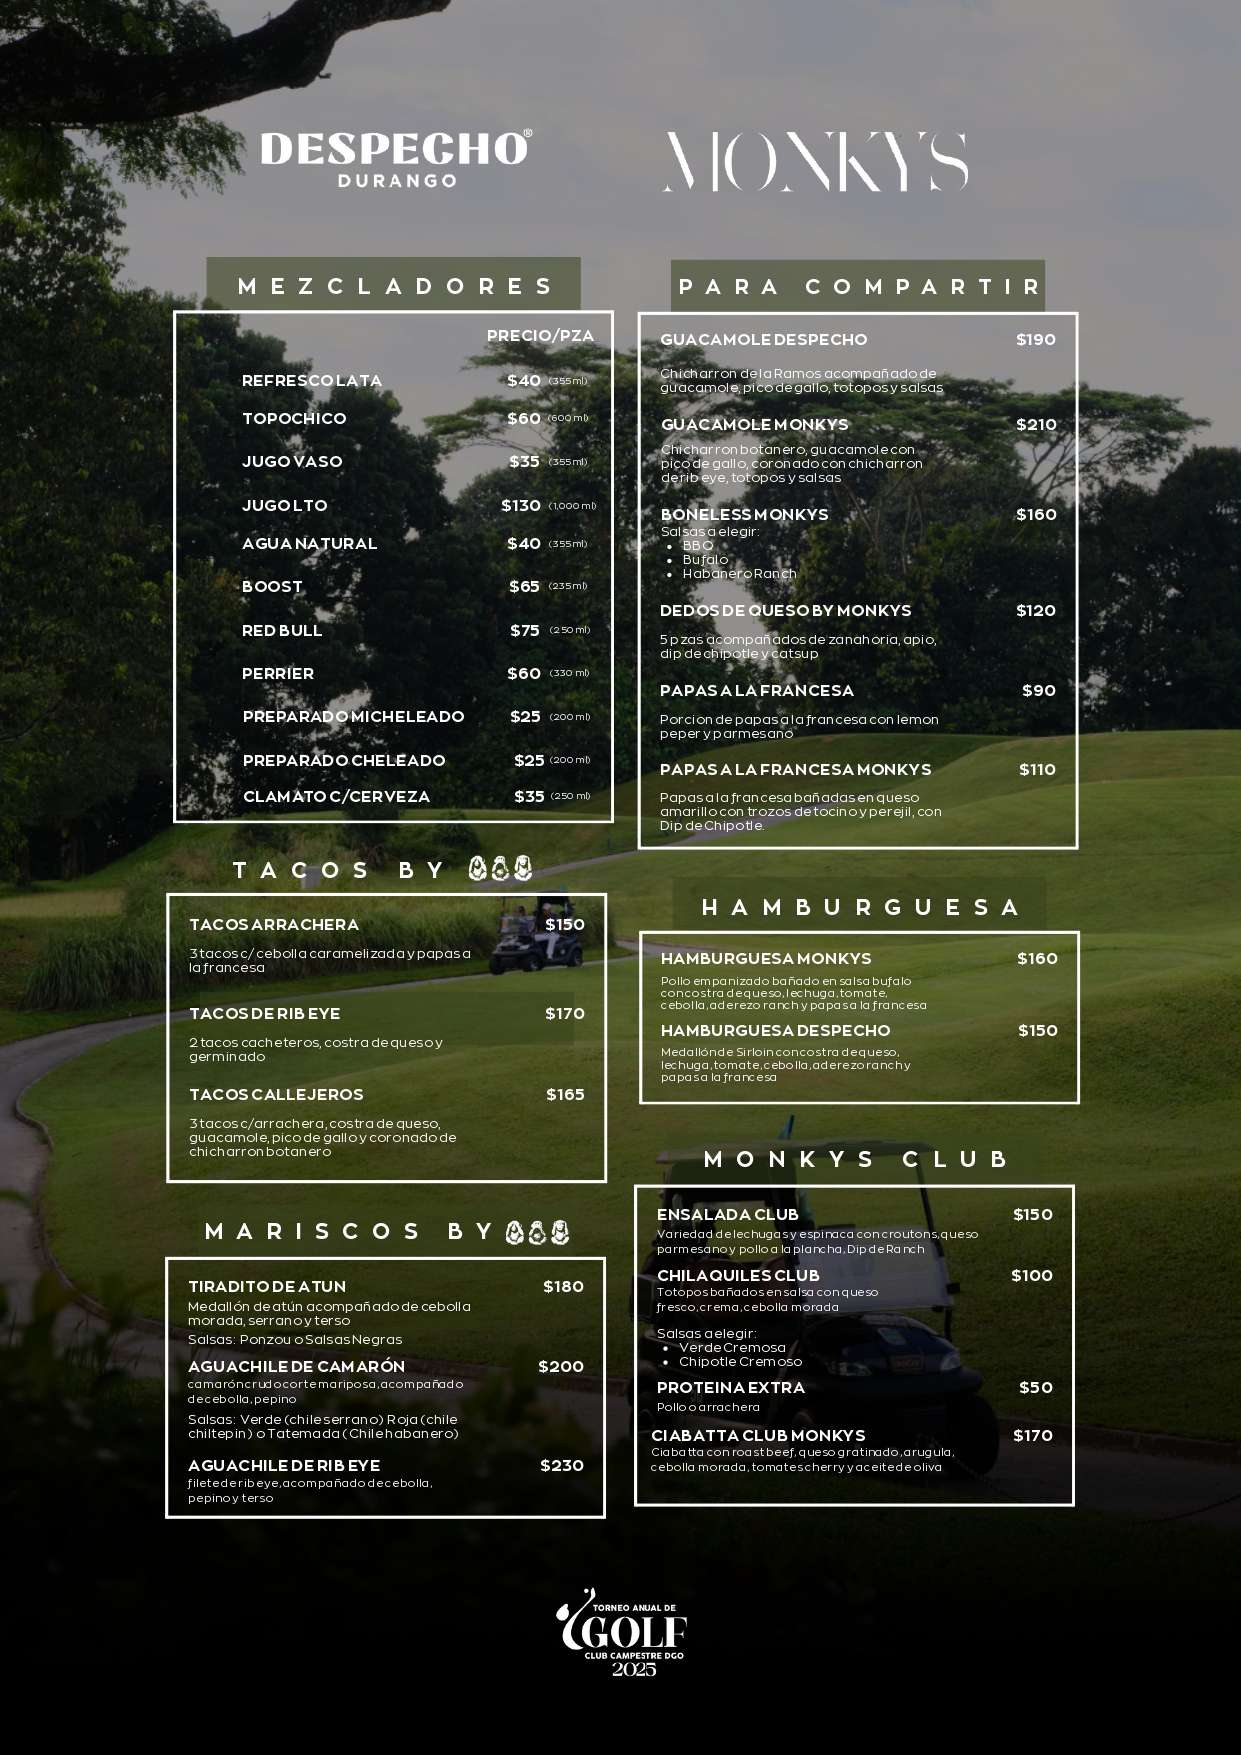 DESPECHO®
DURANGO
MONKYS
MEZCLADORES
PRECIO/PZA
REFRESCO LATA $40 (355ml)
TOPOCHICO $60 (600 ml)
JUGO VASO $35 (355ml)
JUGO LTO $130 (1,000 ml)
AGUA NATURAL $40 (355ml)
BOOST $65 (235ml)
RED BULL $75 (250 ml)
PERRIER $60 (330 ml)
PREPARADO MICHELEADO $25 (200 ml)
PREPARADO CHELEADO $25 (200 ml)
CLAMATO C/CERVEZA $35 (250 ml)
TACOS BY
TACOS ARRACHERA $150
3 tacos c/ cebolla caramelizada y papas a
la francesa
TACOS DE RIB EYE $170
2 tacos cacheteros, costra de queso y
germinado
TACOS CALLEJEROS $165
3 tacos c/arrachera, costra de queso,
guacamole, pico de gallo y coronado de
chicharron botanero
MARISCOS BY
TIRADITO DE ATUN $180
Medallón de atún acompañado de cebolla
morada, serrano y terso
Salsas: Ponzou o Salsas Negras
AGUACHILE DE CAMARÓN $200
camarón crudo corte mariposa, acompañado
de cebolla, pepino
Salsas: Verde (chile serrano) Roja (chile
chiltepin) o Tatemada (Chile habanero)
AGUACHILE DE RIB EYE $230
filete de rib eye, acompañado de cebolla,
pepino y terso
PARA COMPARTIR
GUACAMOLE DESPECHO $190
Chicharron de la Ramos acompañado de
guacamole, pico de gallo, totopos y salsas
GUACAMOLE MONKYS $210
Chicharron botanero, guacamole con
pico de gallo, coronado con chicharron
de rib eye, totopos y salsas
BONELESS MONKYS $160
Salsas a elegir:
• BBQ
• Bufalo
• Habanero Ranch
DEDOS DE QUESO BY MONKYS $120
5 pzas acompañados de zanahoria, apio,
dip de chipotle y catsup
PAPAS A LA FRANCESA $90
Porcion de papas a la francesa con lemon
peper y parmesano
PAPAS A LA FRANCESA MONKYS $110
Papas a la francesa bañadas en queso
amarillo con trozos de tocino y perejil, con
Dip de Chipotle.
HAMBURGUESA
HAMBURGUESA MONKYS $160
Pollo empanizado bañado en salsa bufalo
con costra de queso, lechuga, tomate,
cebolla, aderezo ranch y papas a la francesa
HAMBURGUESA DESPECHO $150
Medallón de Sirloin con costra de queso,
lechuga, tomate, cebolla, aderezo ranch y
papas a la francesa
MONKYS CLUB
ENSALADA CLUB $150
Variedad de lechugas y espinaca con croutons, queso
parmesano y pollo a la plancha, Dip de Ranch
CHILAQUILES CLUB $100
Totopos bañados en salsa con queso
fresco, crema, cebolla morada
Salsas a elegir:
• Verde Cremosa
• Chipotle Cremoso
PROTEINA EXTRA $50
Pollo o arrachera
CIABATTA CLUB MONKYS $170
Ciabatta con roast beef, queso gratinado, arugula,
cebolla morada, tomates cherry y aceite de oliva
TORNEO ANUAL DE
GOLF
CLUB CAMPESTRE DGO
2025